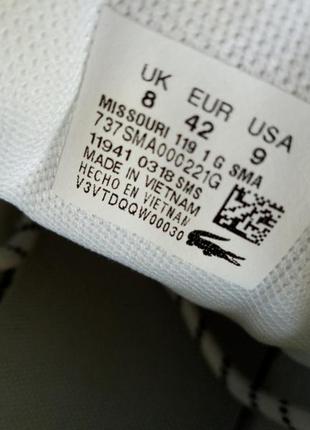 UK EUR USA
8 42 9
MISSOURI 119 1 G SMA
737SMA000221G
11941 0318 SMS
MADE IN VIETNAM
HECHO EN VIETNAM
V3VTDQQW00030